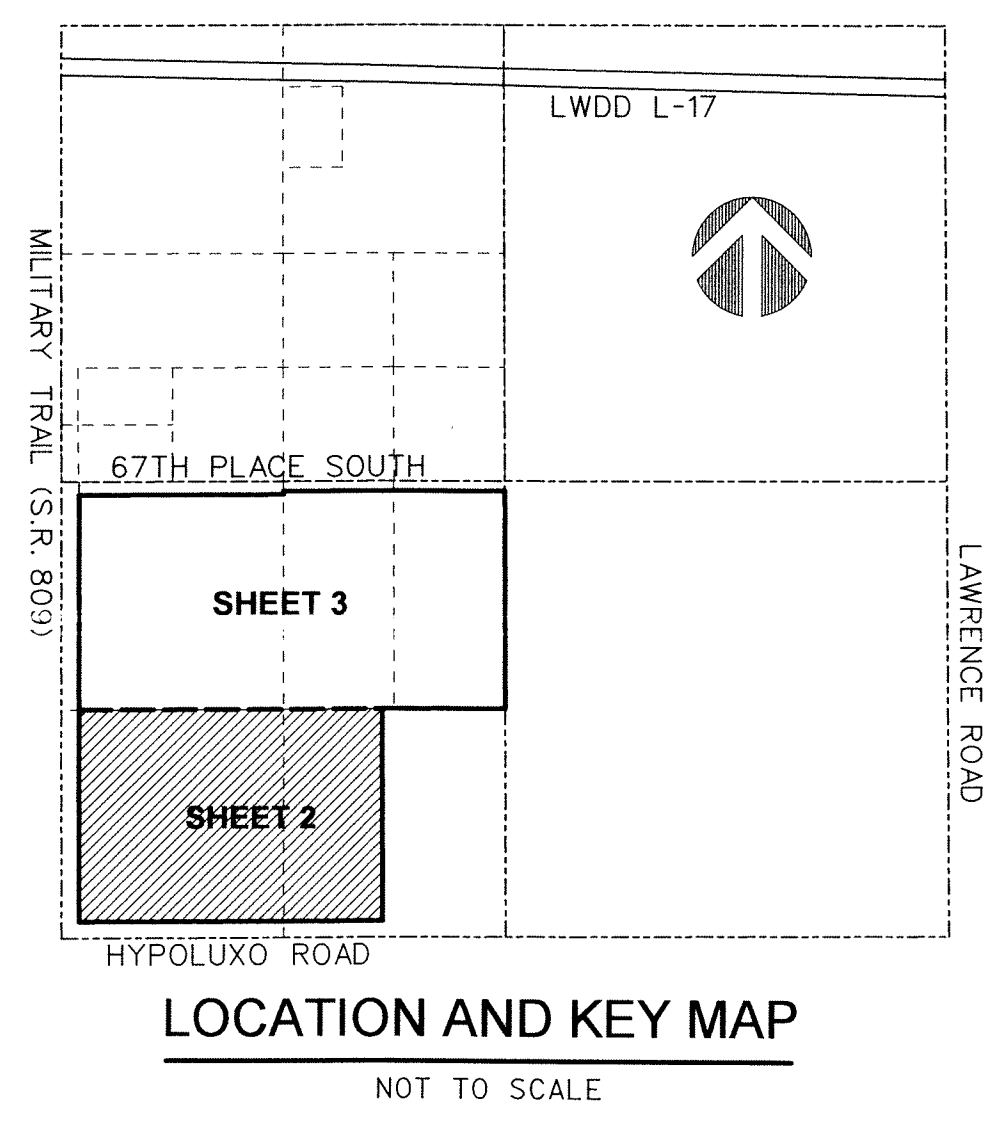 LWDD L-17
MILITARY TRAIL (S.R. 809)
67TH PLACE SOUTH
SHEET 3
LAWRENCE ROAD
SHEET 2
HYPOLUXO ROAD
LOCATION AND KEY MAP
NOT TO SCALE